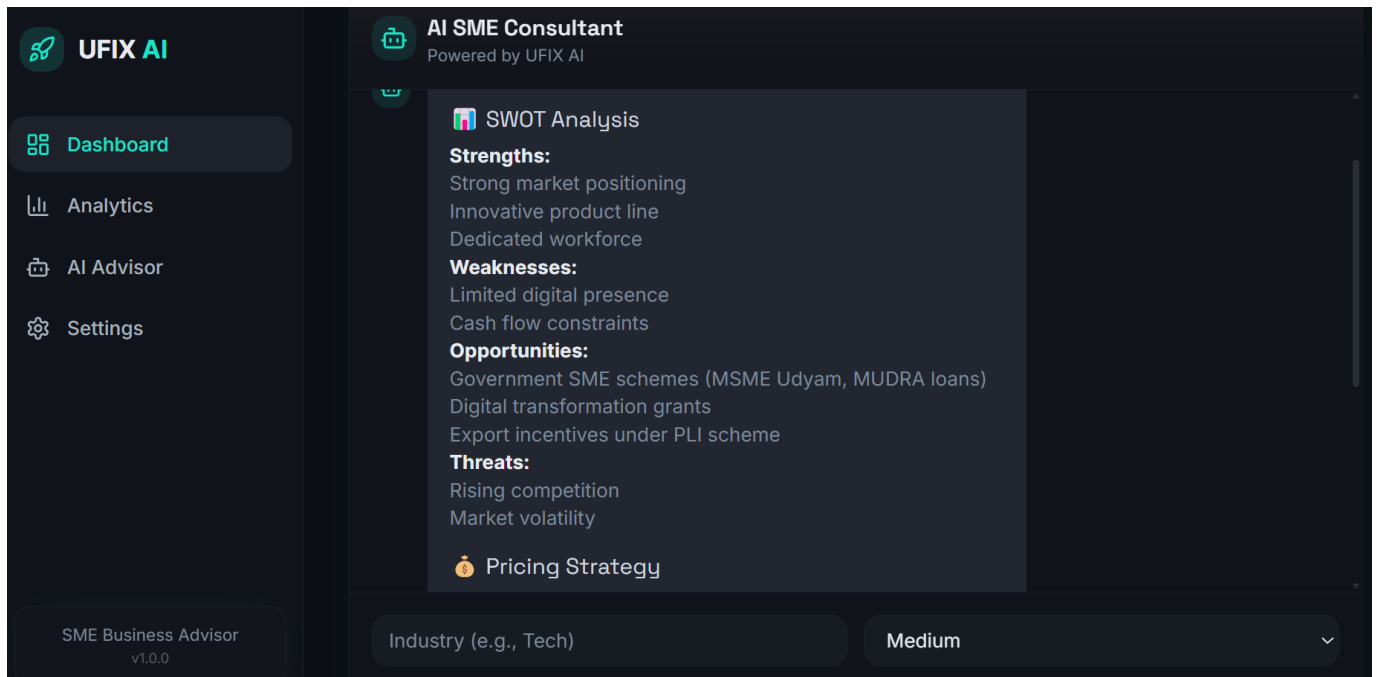 UFIX AI
Dashboard
Analytics
AI Advisor
Settings
SME Business Advisor
v1.0.0
AI SME Consultant
Powered by UFIX AI
📊 SWOT Analysis
Strengths:
Strong market positioning
Innovative product line
Dedicated workforce
Weaknesses:
Limited digital presence
Cash flow constraints
Opportunities:
Government SME schemes (MSME Udyam, MUDRA loans)
Digital transformation grants
Export incentives under PLI scheme
Threats:
Rising competition
Market volatility
💰 Pricing Strategy
Industry (e.g., Tech)
Medium